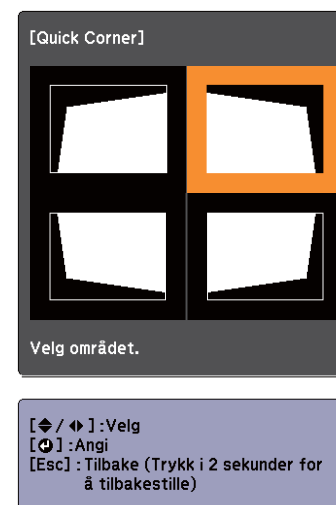 [Quick Corner]
Velg området.
[◆/◆] :Velg
[↵] :Angi
[Esc] : Tilbake (Trykk i 2 sekunder for
å tilbakestille)